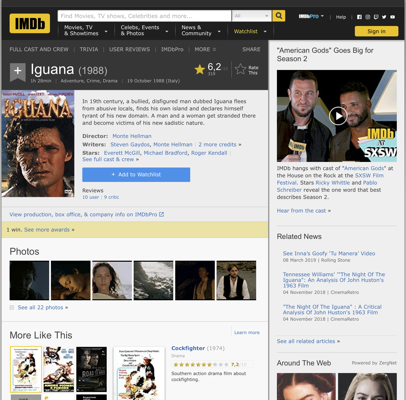 IMDb
Find Movies, TV shows, Celebrities and more...
All
Movies, TV
& Showtimes
Celebs, Events
& Photos
News &
Community
Watchlist
IMDbPro
Help
Sign in
FULL CAST AND CREW | TRIVIA | USER REVIEWS | IMDbPro | MORE
SHARE
Iguana (1988)
1h 28min | Adventure, Crime, Drama | 19 October 1988 (Italy)
6,2
Rate
This
IGUANA
In 19th century, a bullied, disfigured man dubbed Iguana flees
from abusive locals, finds his own island and declares himself
tyrant of his new domain. A man and a woman get stranded
there and become victims of his new sadistic nature.
Director: Monte Hellman
Writers: Steven Gaydos, Monte Hellman | 2 more credits »
Stars: Everett McGill, Michael Bradford, Roger Kendall |
See full cast & crew »
+ Add to Watchlist
Reviews
10 user | 9 critic
View production, box office, & company info on IMDbPro
1 win. See more awards »
Photos
See all 22 photos »
More Like This
Learn more
Cockfighter (1974)
Drama
7,2
Southern action drama film about
cockfighting.
"American Gods" Goes Big for
Season 2
IMDb
at
SXSW
IMDb hangs with cast of "American Gods"
at the House on the Rock at the SXSW Film
Festival. Stars Ricky Whittle and Pablo
Schreiber reveal the one word that best
describes Season 2.
Hear from the cast »
Related News
See Inna's Goofy 'Tu Manera' Video
08 March 2019 | Rolling Stone
Tennessee Williams' '"The Night Of The
Iguana": An Analysis Of John Huston's
1963 Film
04 November 2018 | CinemaRetro
"The Night Of The Iguana" : A Critical
Analysis Of John Huston's 1963 Film
04 November 2018 | CinemaRetro
See all related articles »
Around The Web
Powered by ZergNet